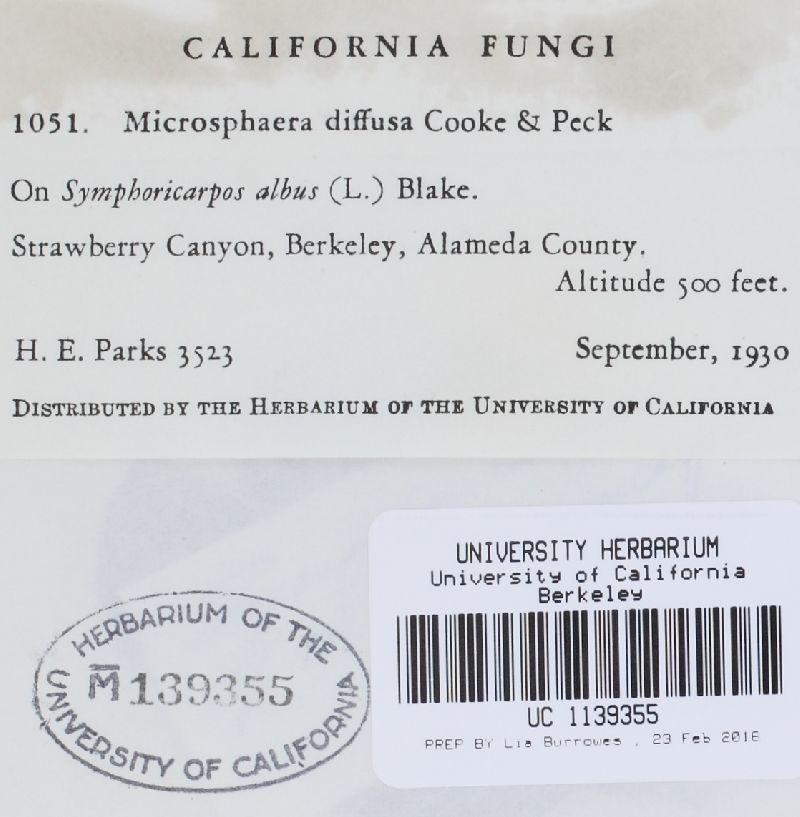 CALIFORNIA FUNGI
1051. Microsphaera diffusa Cooke & Peck
On Symphoricarpos albus (L.) Blake.
Strawberry Canyon, Berkeley, Alameda County.
Altitude 500 feet.
H. E. Parks 3523 September, 1930
DISTRIBUTED BY THE HERBARIUM OF THE UNIVERSITY OF CALIFORNIA
HERBARIUM OF THE
M̅ 139355
UNIVERSITY OF CALIFORNIA
UNIVERSITY HERBARIUM
University of California
Berkeley
UC 1139355
PREP BY Lia Burrowes , 23 Feb 2016